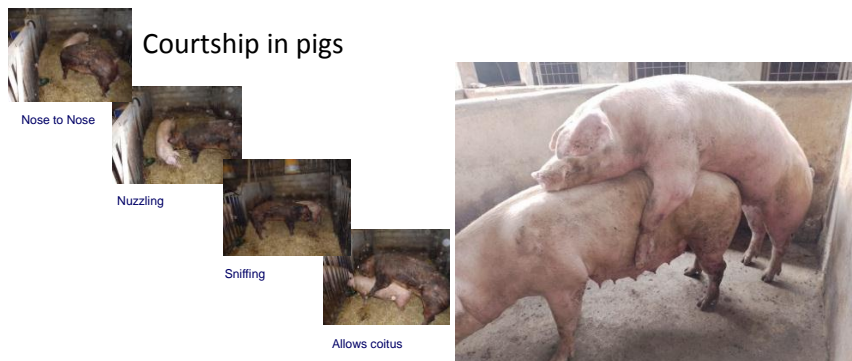 Courtship in pigs
Nose to Nose
Nuzzling
Sniffing
Allows coitus